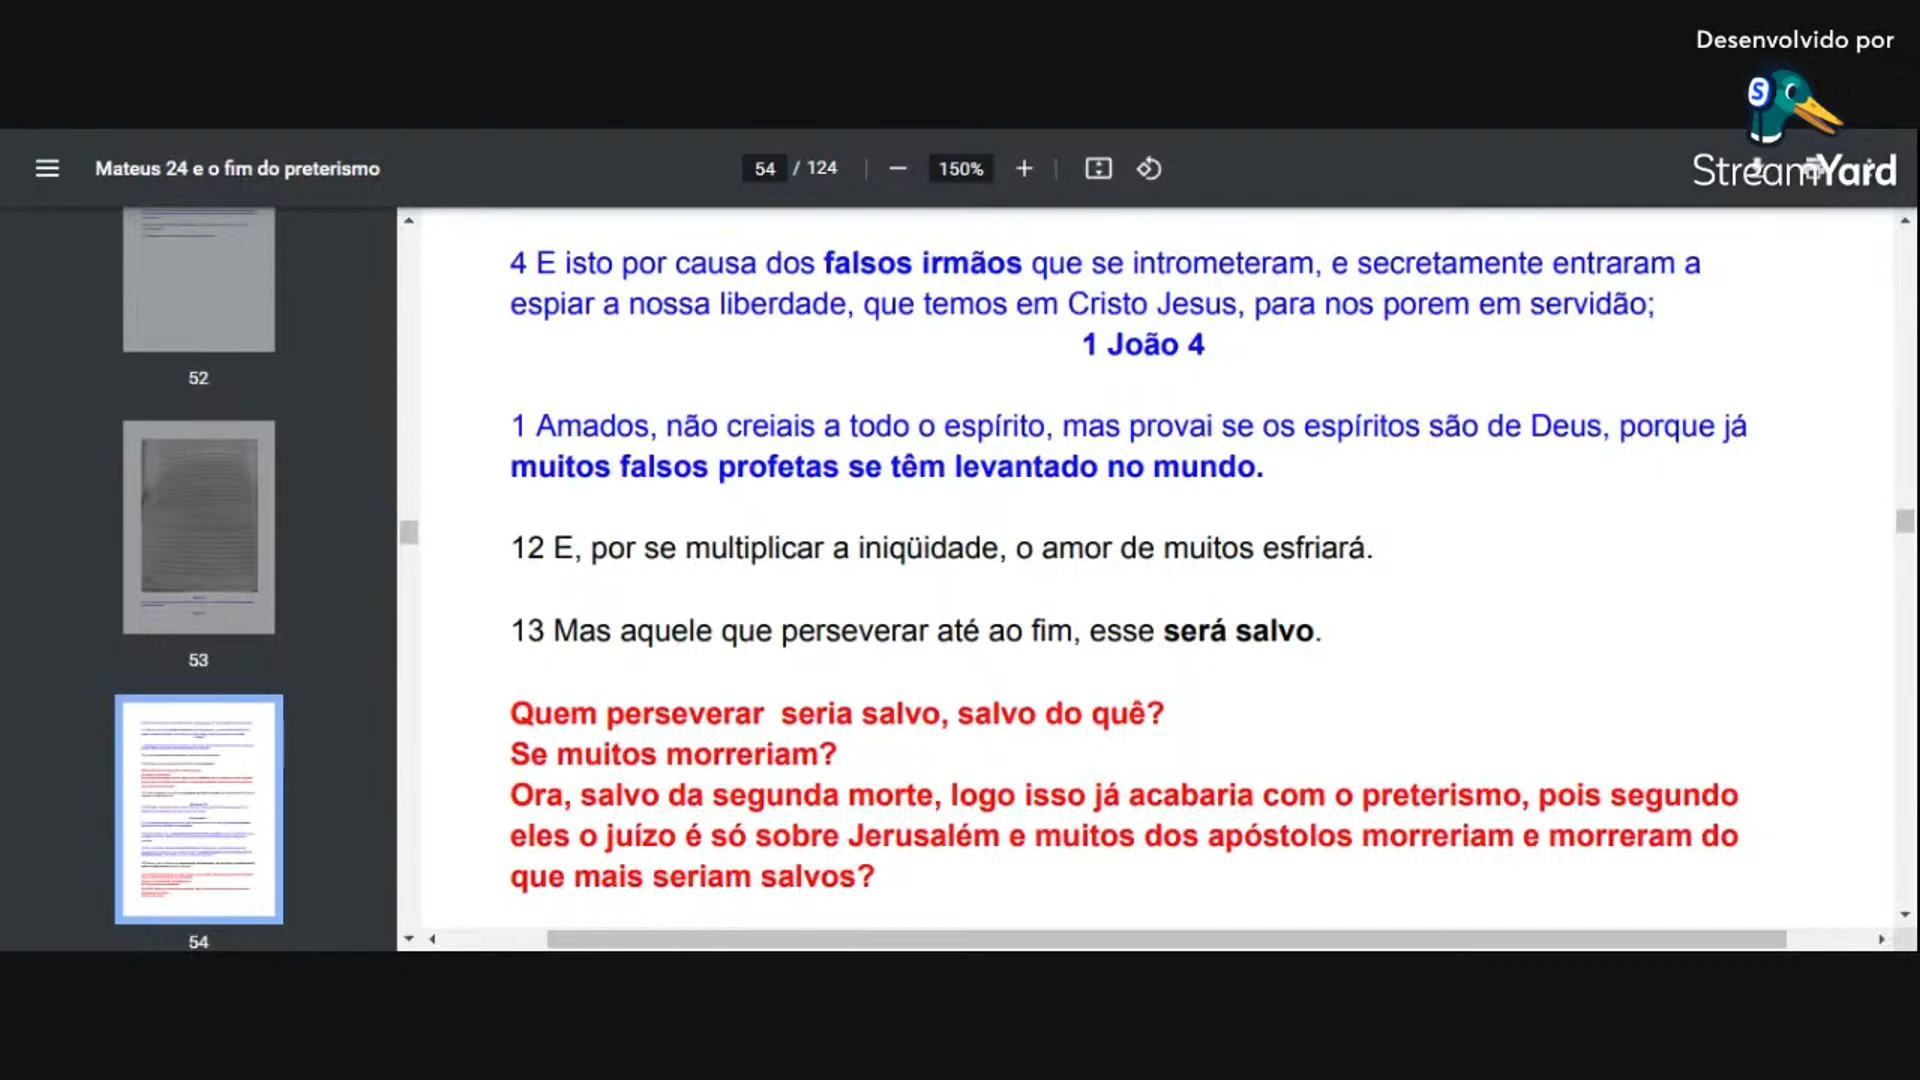 Desenvolvido por
S
StreamYard
Mateus 24 e o fim do preterismo
54 / 124
150%
52
53
54
4 E isto por causa dos falsos irmãos que se intrometeram, e secretamente entraram a
espiar a nossa liberdade, que temos em Cristo Jesus, para nos porem em servidão;
1 João 4
1 Amados, não creiais a todo o espírito, mas provai se os espíritos são de Deus, porque já
muitos falsos profetas se têm levantado no mundo.
12 E, por se multiplicar a iniqüidade, o amor de muitos esfriará.
13 Mas aquele que perseverar até ao fim, esse será salvo.
Quem perseverar  seria salvo, salvo do quê?
Se muitos morreriam?
Ora, salvo da segunda morte, logo isso já acabaria com o preterismo, pois segundo
eles o juízo é só sobre Jerusalém e muitos dos apóstolos morreriam e morreram do
que mais seriam salvos?